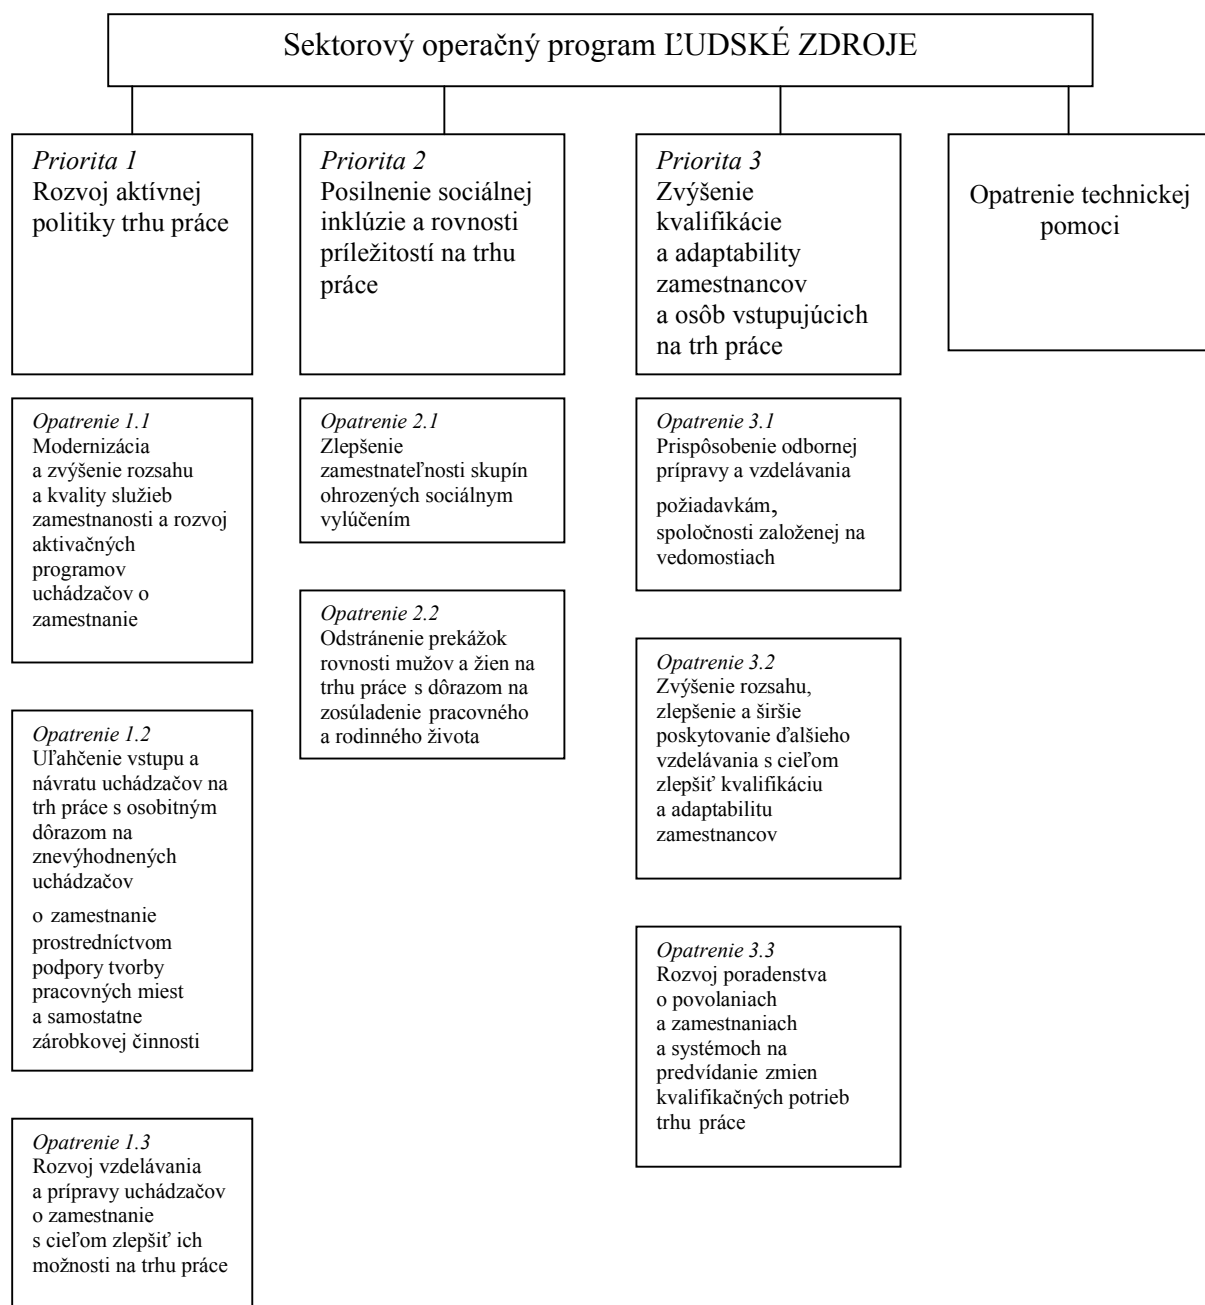 Sektorový operačný program ĽUDSKÉ ZDROJE
Priorita 1
Rozvoj aktívnej
politiky trhu práce
Priorita 2
Posilnenie sociálnej
inklúzie a rovnosti
príležitostí na trhu
práce
Priorita 3
Zvýšenie
kvalifikácie
a adaptability
zamestnancov
a osôb vstupujúcich
na trh práce
Opatrenie technickej
pomoci
Opatrenie 1.1
Modernizácia
a zvýšenie rozsahu
a kvality služieb
zamestnanosti a rozvoj
aktivačných
programov
uchádzačov o
zamestnanie
Opatrenie 1.2
Uľahčenie vstupu a
návratu uchádzačov na
trh práce s osobitným
dôrazom na
znevýhodnených
uchádzačov
o zamestnanie
prostredníctvom
podpory tvorby
pracovných miest
a samostatne
zárobkovej činnosti
Opatrenie 1.3
Rozvoj vzdelávania
a prípravy uchádzačov
o zamestnanie
s cieľom zlepšiť ich
možnosti na trhu práce
Opatrenie 2.1
Zlepšenie
zamestnateľnosti skupín
ohrozených sociálnym
vylúčením
Opatrenie 2.2
Odstránenie prekážok
rovnosti mužov a žien na
trhu práce s dôrazom na
zosúladenie pracovného
a rodinného života
Opatrenie 3.1
Prispôsobenie odbornej
prípravy a vzdelávania
požiadavkám,
spoločnosti založenej na
vedomostiach
Opatrenie 3.2
Zvýšenie rozsahu,
zlepšenie a širšie
poskytovanie ďalšieho
vzdelávania s cieľom
zlepšiť kvalifikáciu
a adaptabilitu
zamestnancov
Opatrenie 3.3
Rozvoj poradenstva
o povolaniach
a zamestnaniach
a systémoch na
predvídanie zmien
kvalifikačných potrieb
trhu práce